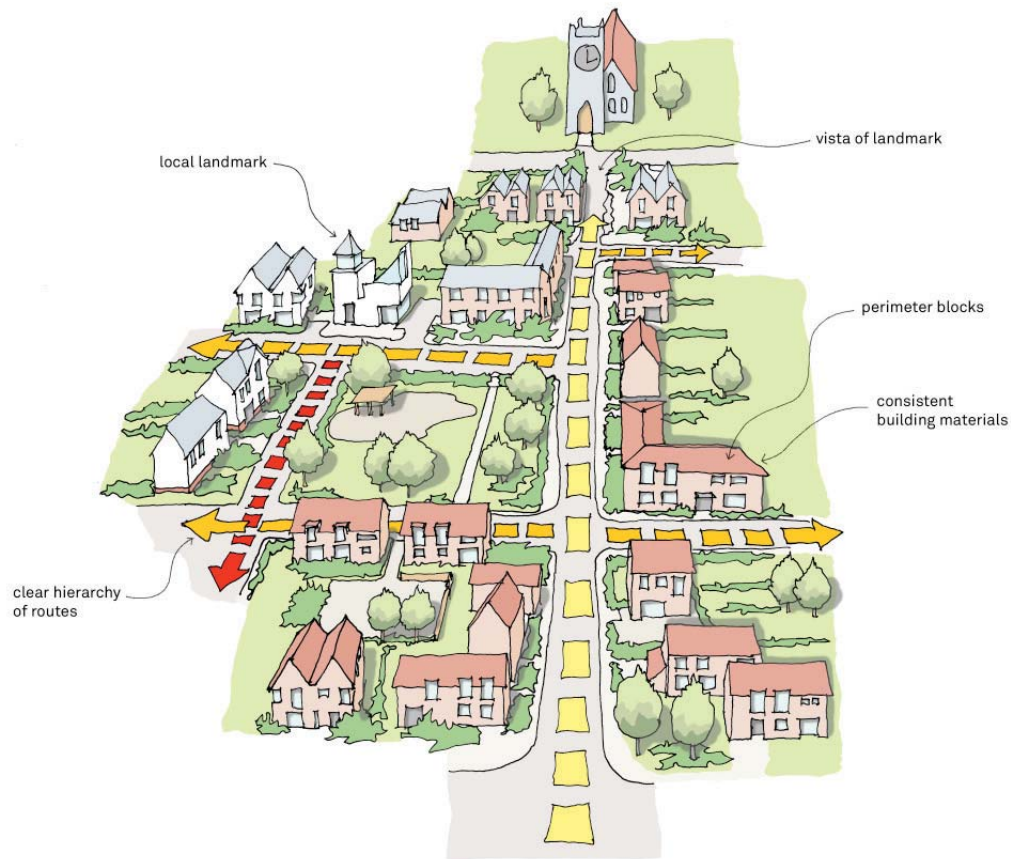 vista of landmark
local landmark
perimeter blocks
consistent
building materials
clear hierarchy
of routes